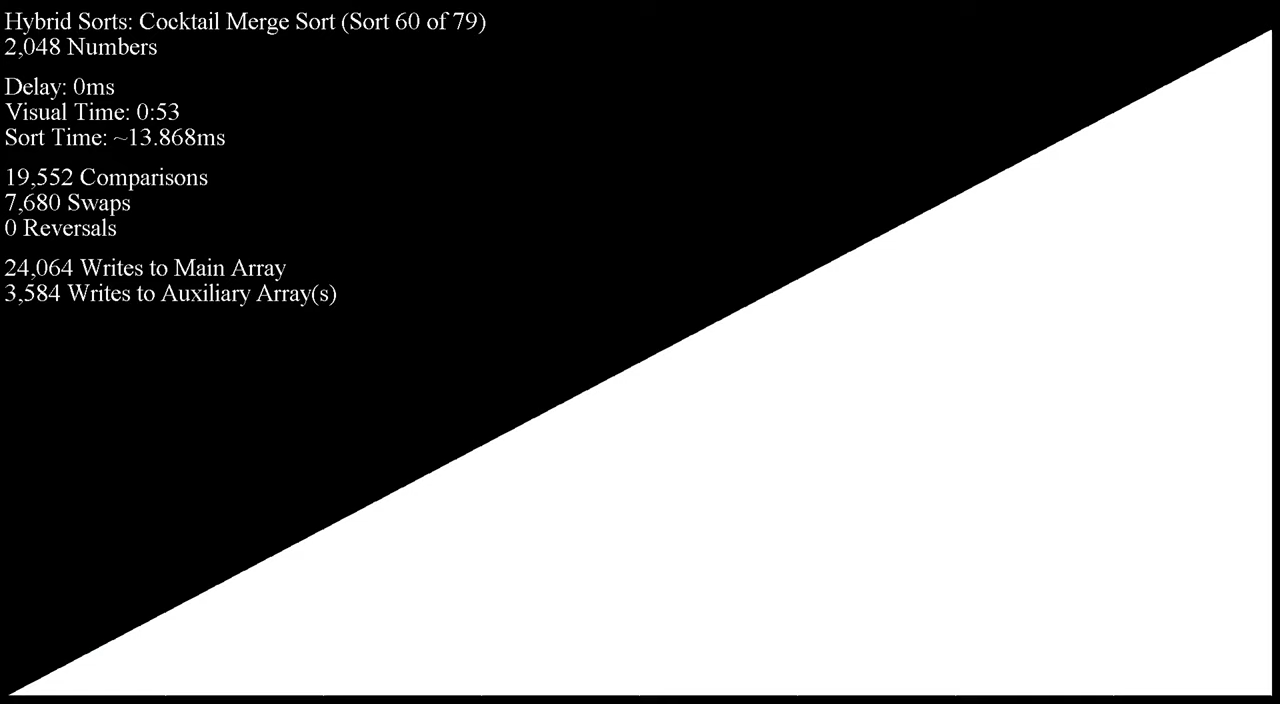 Hybrid Sorts: Cocktail Merge Sort (Sort 60 of 79)
2,048 Numbers
Delay: 0ms
Visual Time: 0:53
Sort Time: ~13.868ms
19,552 Comparisons
7,680 Swaps
0 Reversals
24,064 Writes to Main Array
3,584 Writes to Auxiliary Array(s)